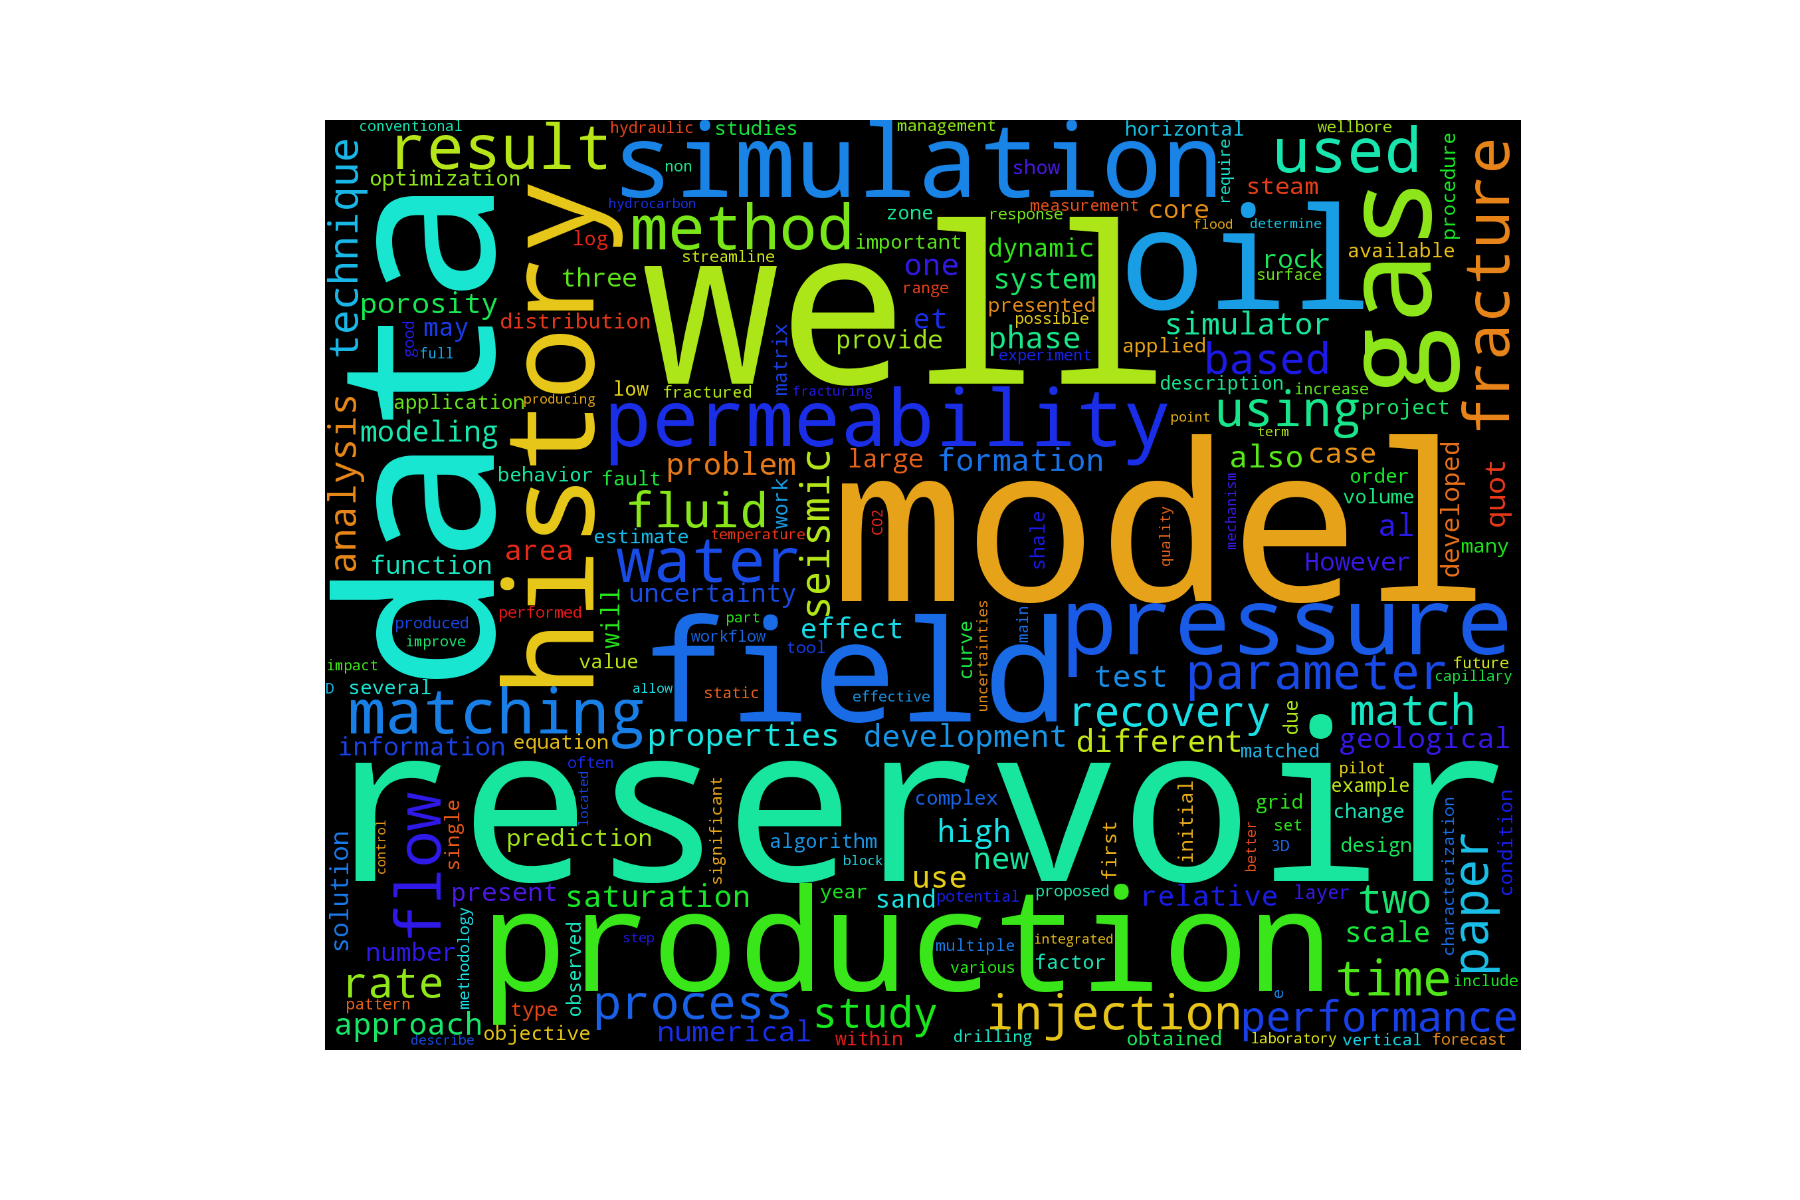 conventional
hydraulic
studies
management
horizontal
wellbore
result
simulation
used
non
show
require
technique
optimization
hydrocarbon
steam
procedure
fracture
data
history
log
method
streamline
zone
important
response
measurement
core
flood
determine
oil
gas
available
rock
surface
well
one
dynamic
three
system
range
presented
possible
et
porosity
good
may
full
distribution
matrix
provide
phase
experiment
applied
simulator
based
description
increase
low
fractured
fracturing
application
producing
permeability
point
using
project
term
modeling
analysis
behavior
fault
problem
large
formation
also
case
order
volume
developed
quot
fluid
work
seismic
model
CO2
shale
quality
mechanism
al
However
many
estimate
temperature
area
water
function
uncertainty
performed
will
part
workflow
tool
effect
curve
uncertainties
main
pressure
produced
improve
impact
D
several
value
allow
static
field
effective
test
parameter
future
capillary
matching
recovery
due
match
information
equation
often
properties
development
different
matched
geological
reservoir
located
significant
complex
initial
pilot
example
grid
change
set
3D
design
better
solution
control
flow
single
prediction
algorithm
block
high
new
first
characterization
condition
paper
present
saturation
year
use
sand
potential
proposed
relative
layer
two
scale
number
methodology
step
observed
production
multiple
integrated
various
factor
time
include
rate
pattern
type
process
study
injection
e
performance
approach
describe
objective
numerical
within
drilling
obtained
laboratory
vertical
forecast